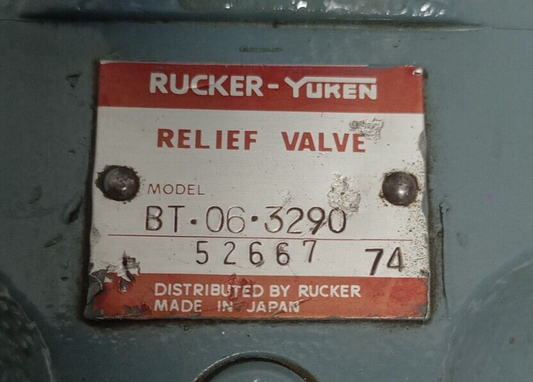 RUCKER-YUKEN
RELIEF VALVE
MODEL
BT·06·3290
52667 74
DISTRIBUTED BY RUCKER
MADE IN JAPAN